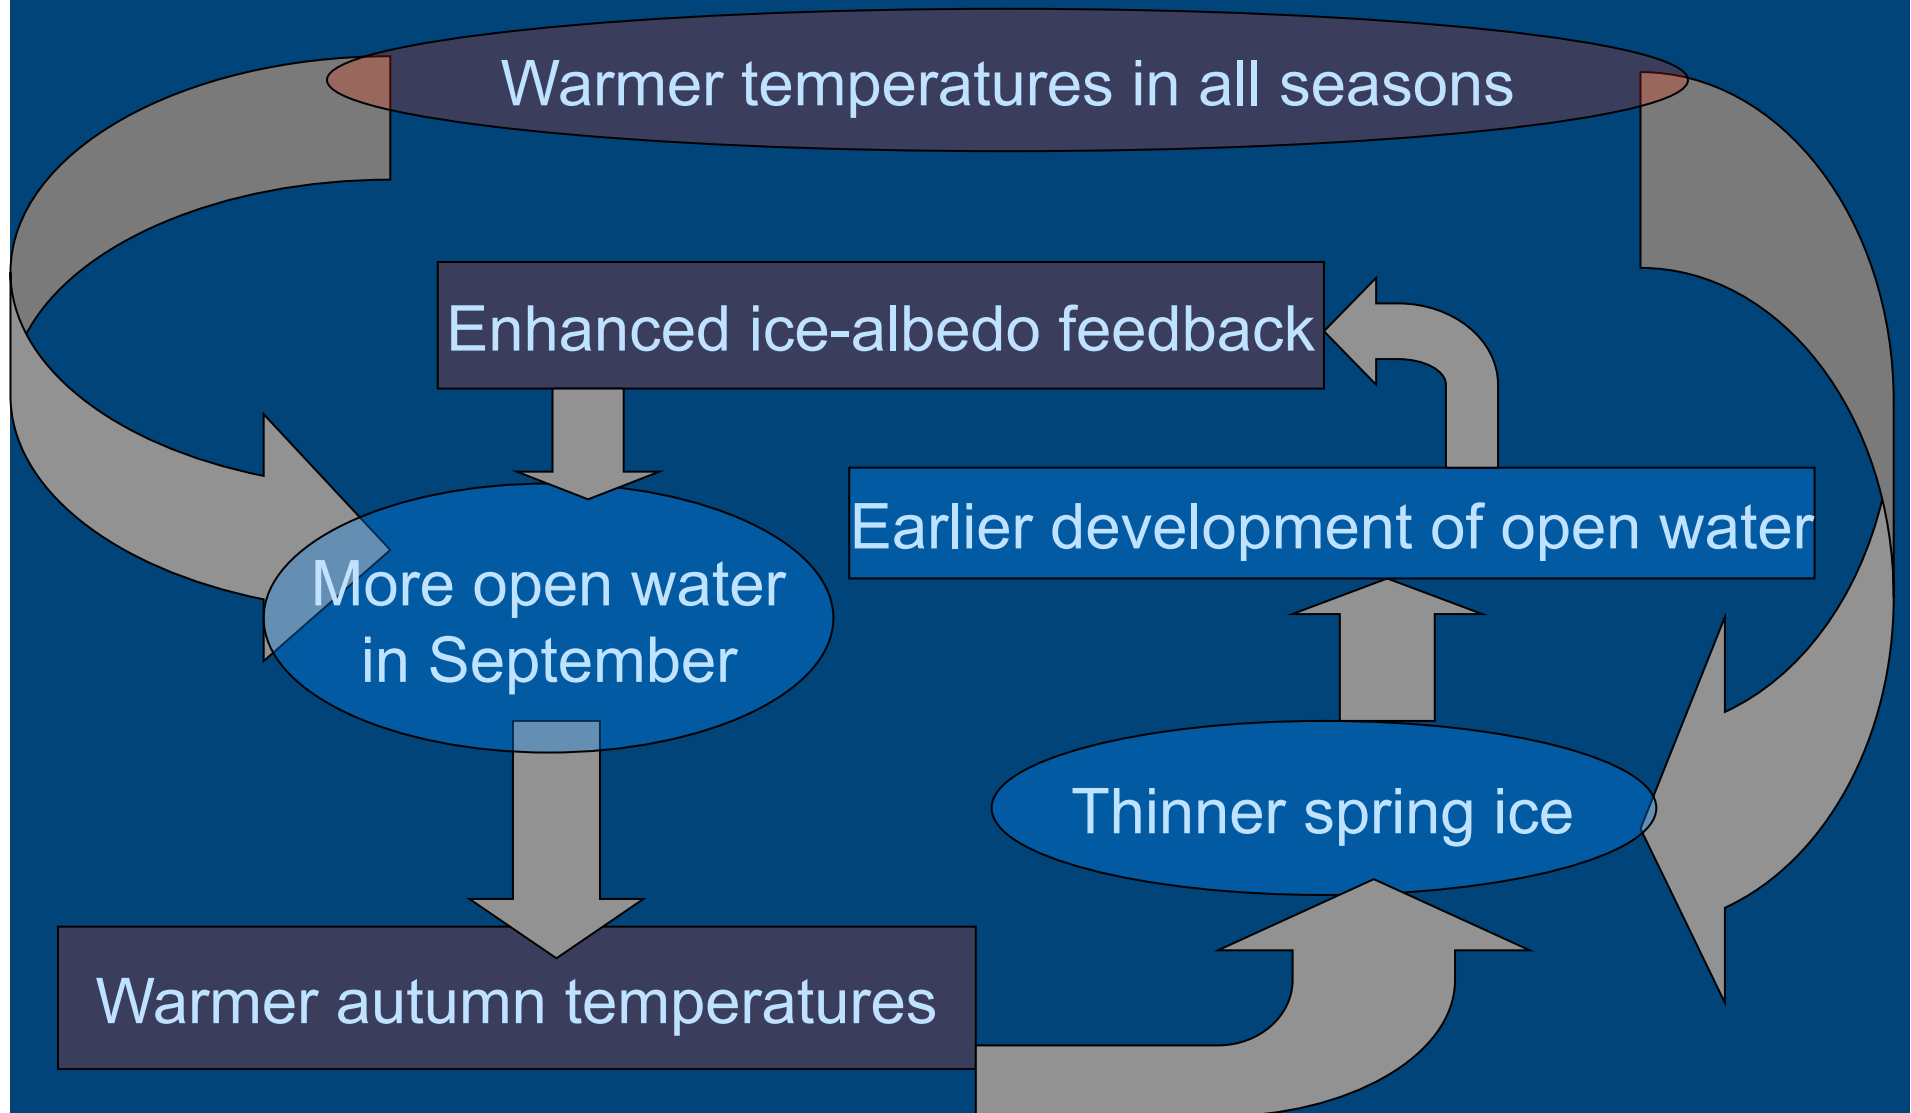 Warmer temperatures in all seasons
Enhanced ice-albedo feedback
Earlier development of open water
More open water
in September
Thinner spring ice
Warmer autumn temperatures